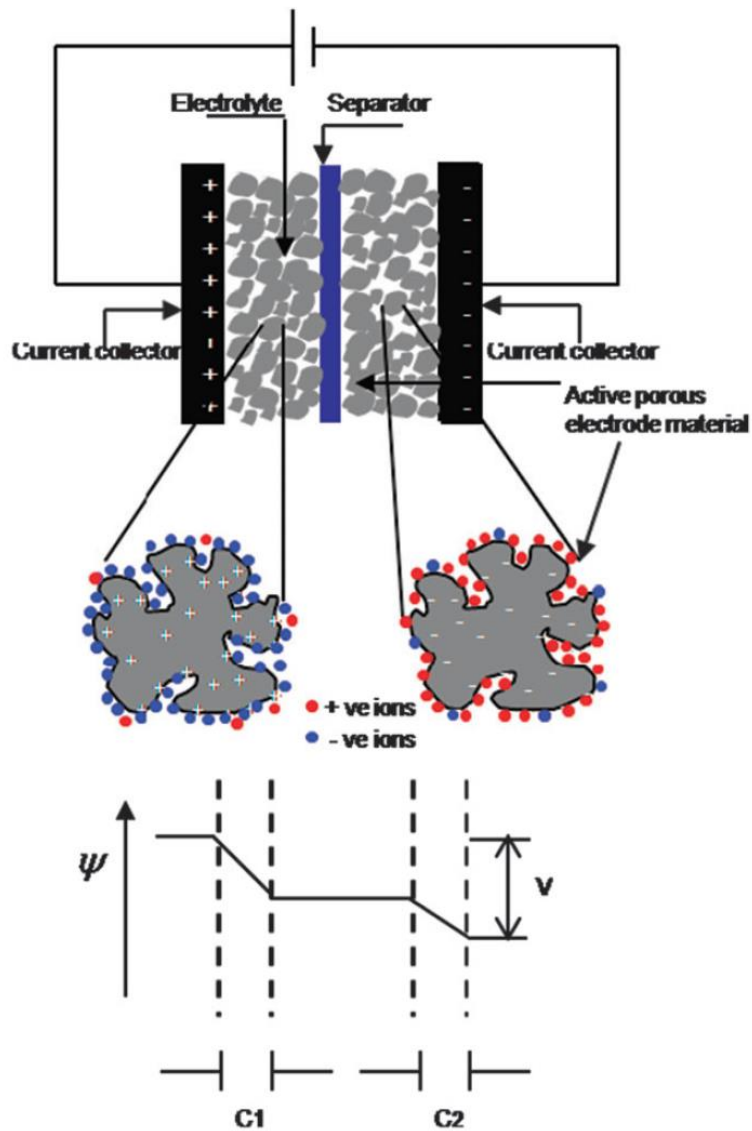 Electrolyte
Separator
Current collector
Current collector
Active porous
electrode material
+ ve ions
- ve ions
ψ
V
C1
C2